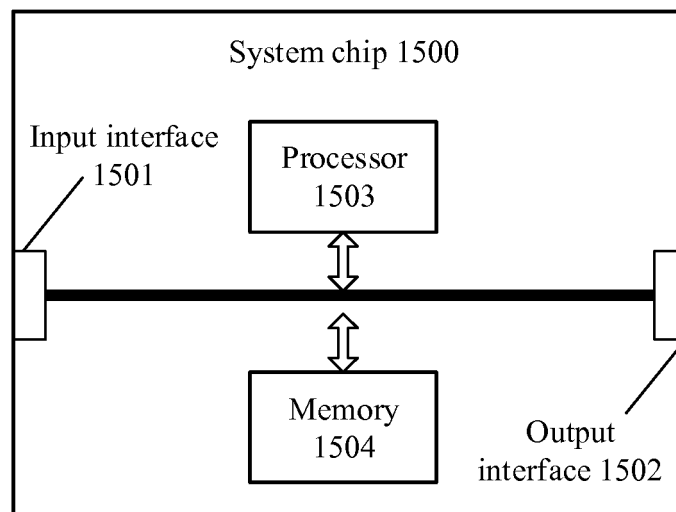 System chip 1500
Input interface
1501
Processor
1503
Memory
1504
Output
interface 1502